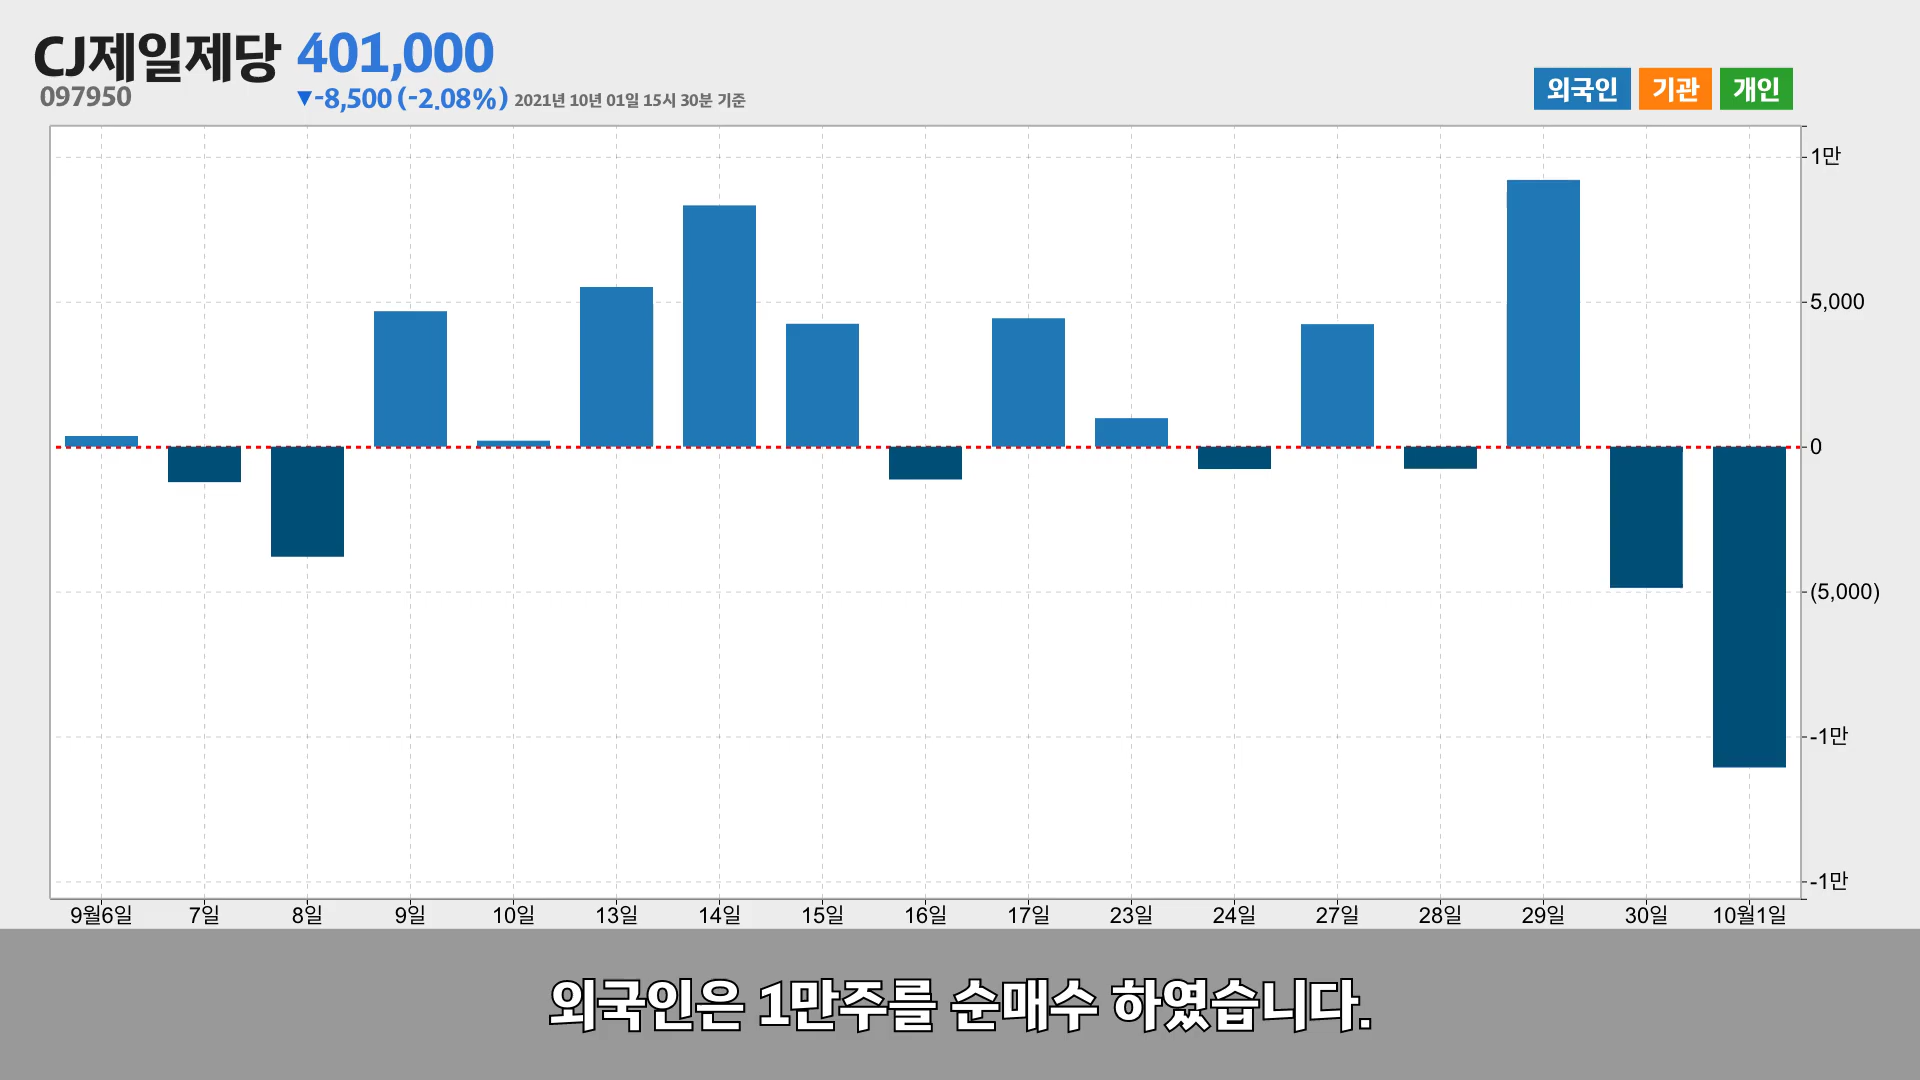 CJ제일제당 401,000
097950 ▼-8,500 (-2.08%) 2021년 10년 01일 15시 30분 기준
외국인 기관 개인
1만
5,000
0
(5,000)
-1만
-1만
9월6일 7일 8일 9일 10일 13일 14일 15일 16일 17일 23일 24일 27일 28일 29일 30일 10월1일
외국인은 1만주를 순매수 하였습니다.